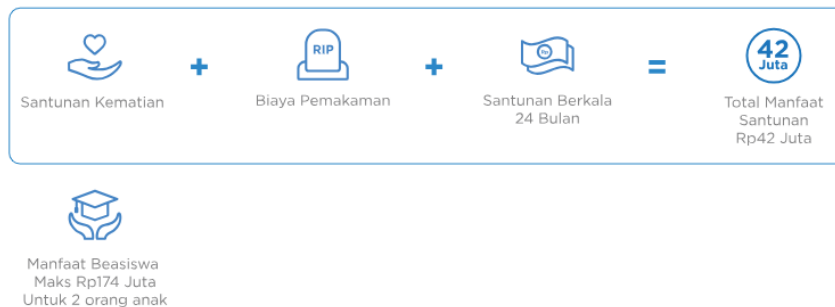 RIP
Rp
42
Juta
Santunan Kematian
+
Biaya Pemakaman
+
Santunan Berkala
24 Bulan
=
Total Manfaat
Santunan
Rp42 Juta
Manfaat Beasiswa
Maks Rp174 Juta
Untuk 2 orang anak